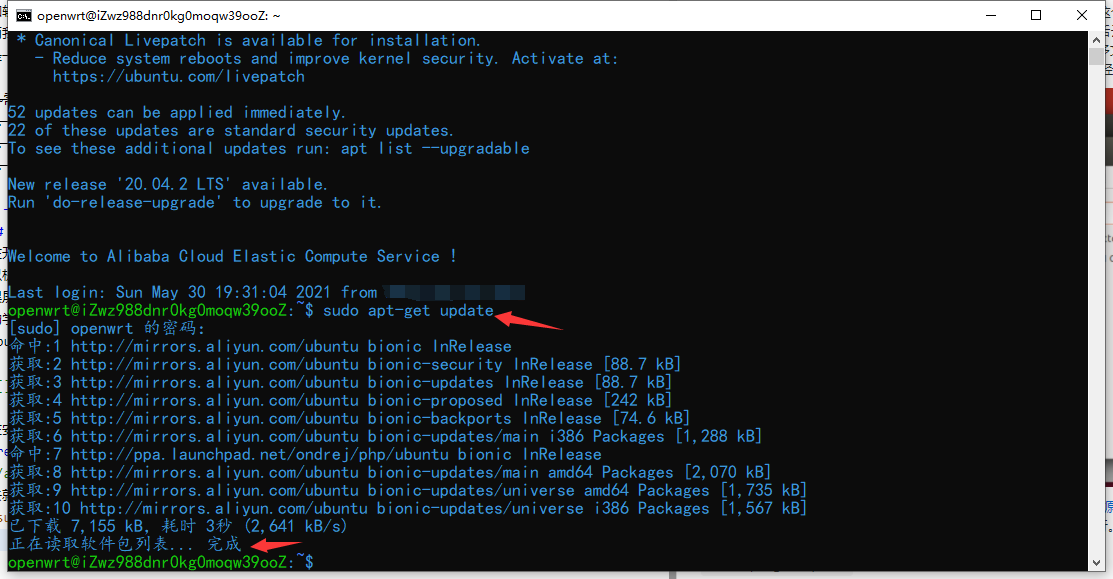 openwrt@iZwz988dnr0kg0moqw39ooZ: ~
* Canonical Livepatch is available for installation.
- Reduce system reboots and improve kernel security. Activate at:
https://ubuntu.com/livepatch
52 updates can be applied immediately.
22 of these updates are standard security updates.
To see these additional updates run: apt list --upgradable
New release '20.04.2 LTS' available.
Run 'do-release-upgrade' to upgrade to it.
Welcome to Alibaba Cloud Elastic Compute Service !
Last login: Sun May 30 19:31:04 2021 from
openwrt@iZwz988dnr0kg0moqw39ooZ:~$ sudo apt-get update
[sudo] openwrt 的密码:
命中:1 http://mirrors.aliyun.com/ubuntu bionic InRelease
获取:2 http://mirrors.aliyun.com/ubuntu bionic-security InRelease [88.7 kB]
获取:3 http://mirrors.aliyun.com/ubuntu bionic-updates InRelease [88.7 kB]
获取:4 http://mirrors.aliyun.com/ubuntu bionic-proposed InRelease [242 kB]
获取:5 http://mirrors.aliyun.com/ubuntu bionic-backports InRelease [74.6 kB]
获取:6 http://mirrors.aliyun.com/ubuntu bionic-updates/main i386 Packages [1,288 kB]
命中:7 http://ppa.launchpad.net/ondrej/php/ubuntu bionic InRelease
获取:8 http://mirrors.aliyun.com/ubuntu bionic-updates/main amd64 Packages [2,070 kB]
获取:9 http://mirrors.aliyun.com/ubuntu bionic-updates/universe amd64 Packages [1,735 kB]
获取:10 http://mirrors.aliyun.com/ubuntu bionic-updates/universe i386 Packages [1,567 kB]
已下载 7,155 kB, 耗时 3秒 (2,641 kB/s)
正在读取软件包列表... 完成
openwrt@iZwz988dnr0kg0moqw39ooZ:~$